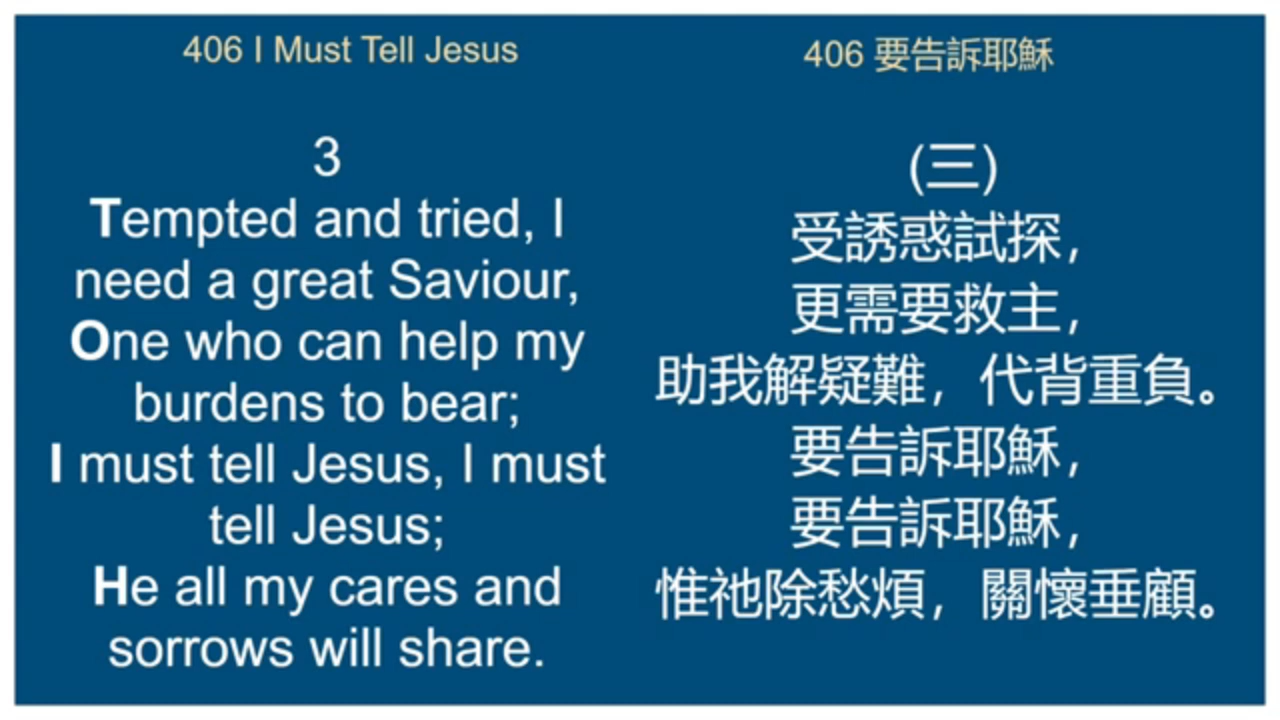 406 I Must Tell Jesus
3
Tempted and tried, I
need a great Saviour,
One who can help my
burdens to bear;
I must tell Jesus, I must
tell Jesus;
He all my cares and
sorrows will share.
406 要告訴耶穌
(三)
受誘惑試探，
更需要救主，
助我解疑難，代背重負。
要告訴耶穌，
要告訴耶穌，
惟祂除愁煩，關懷垂顧。